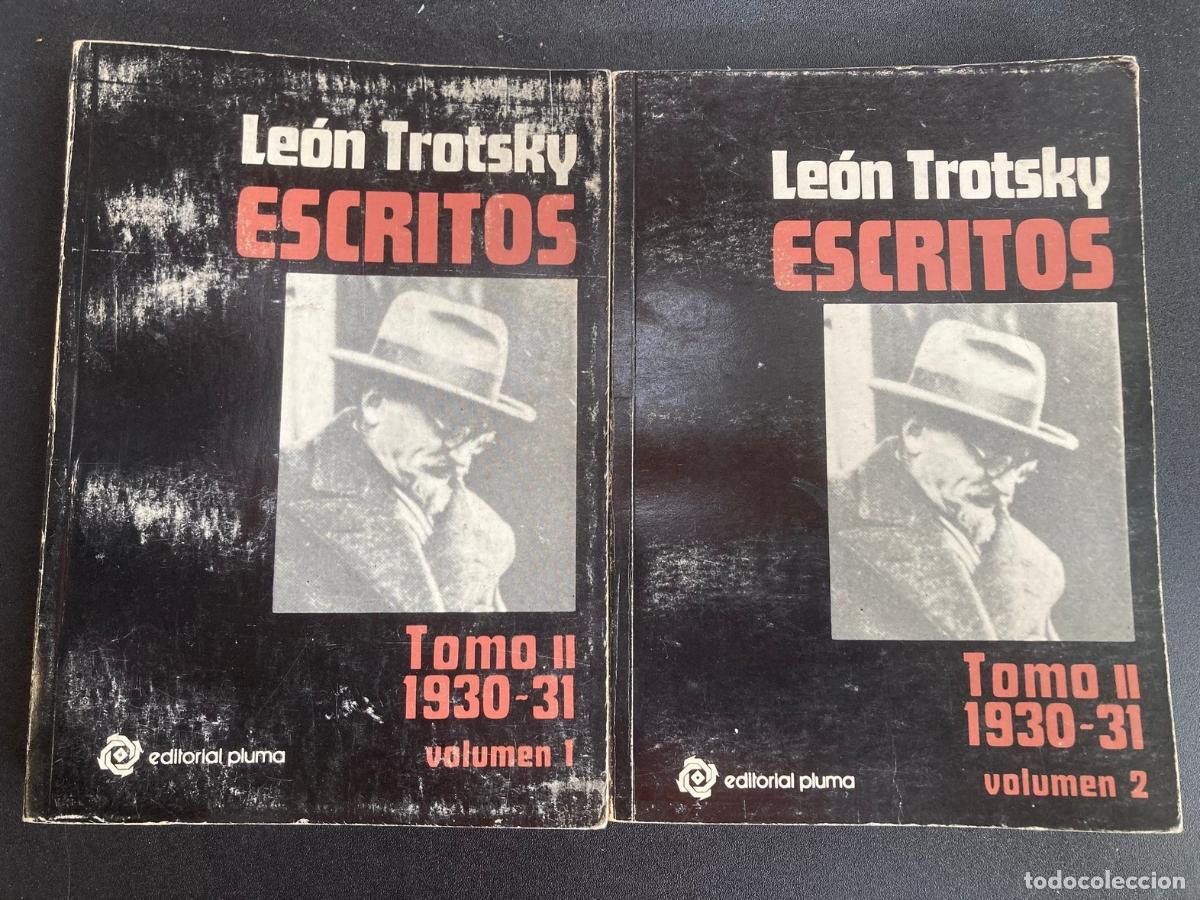 León Trotsky
ESCRITOS
Tomo II
1930-31
volumen 1
editorial pluma
León Trotsky
ESCRITOS
Tomo II
1930-31
volumen 2
editorial pluma
todocoleccion